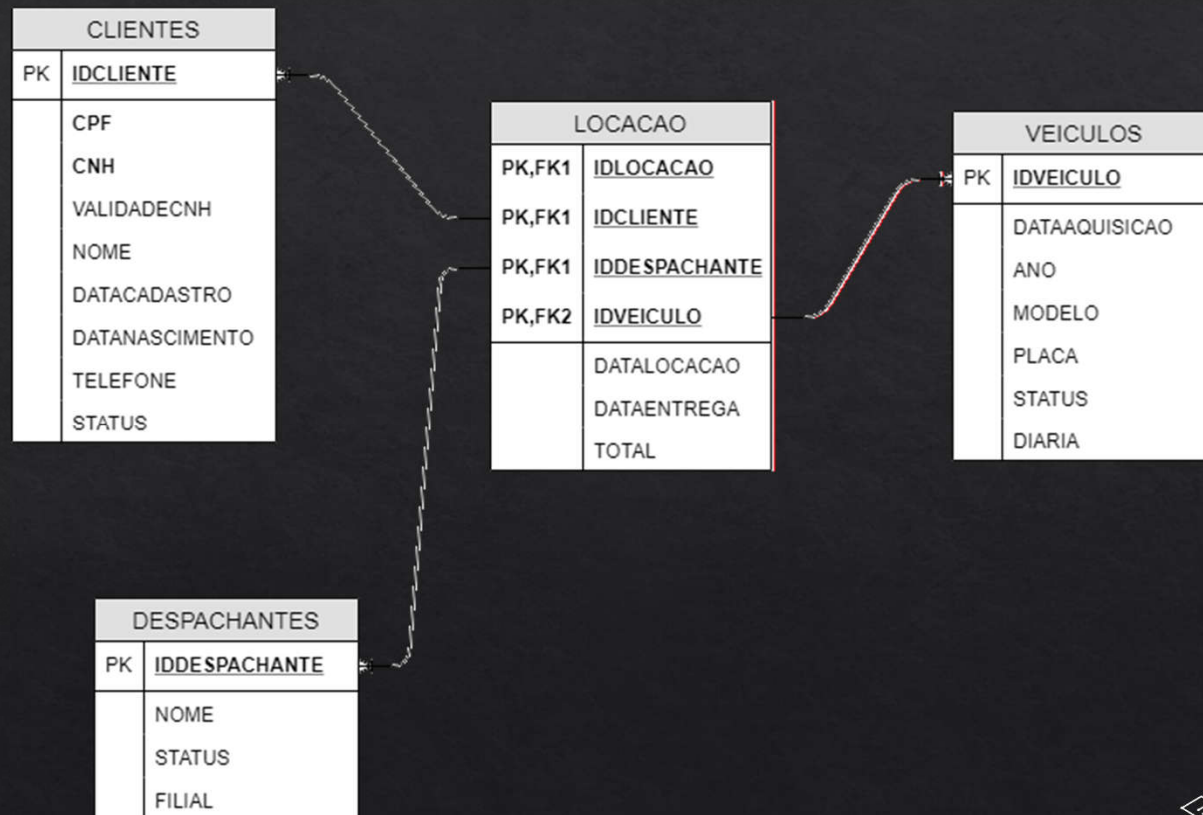 CLIENTES
PK IDCLIENTE
CPF
CNH
VALIDADECNH
NOME
DATACADASTRO
DATANASCIMENTO
TELEFONE
STATUS
LOCACAO
PK,FK1 IDLOCACAO
PK,FK1 IDCLIENTE
PK,FK1 IDDESPACHANTE
PK,FK2 IDVEICULO
DATALOCACAO
DATAENTREGA
TOTAL
VEICULOS
PK IDVEICULO
DATAAQUISICAO
ANO
MODELO
PLACA
STATUS
DIARIA
DESPACHANTES
PK IDDESPACHANTE
NOME
STATUS
FILIAL